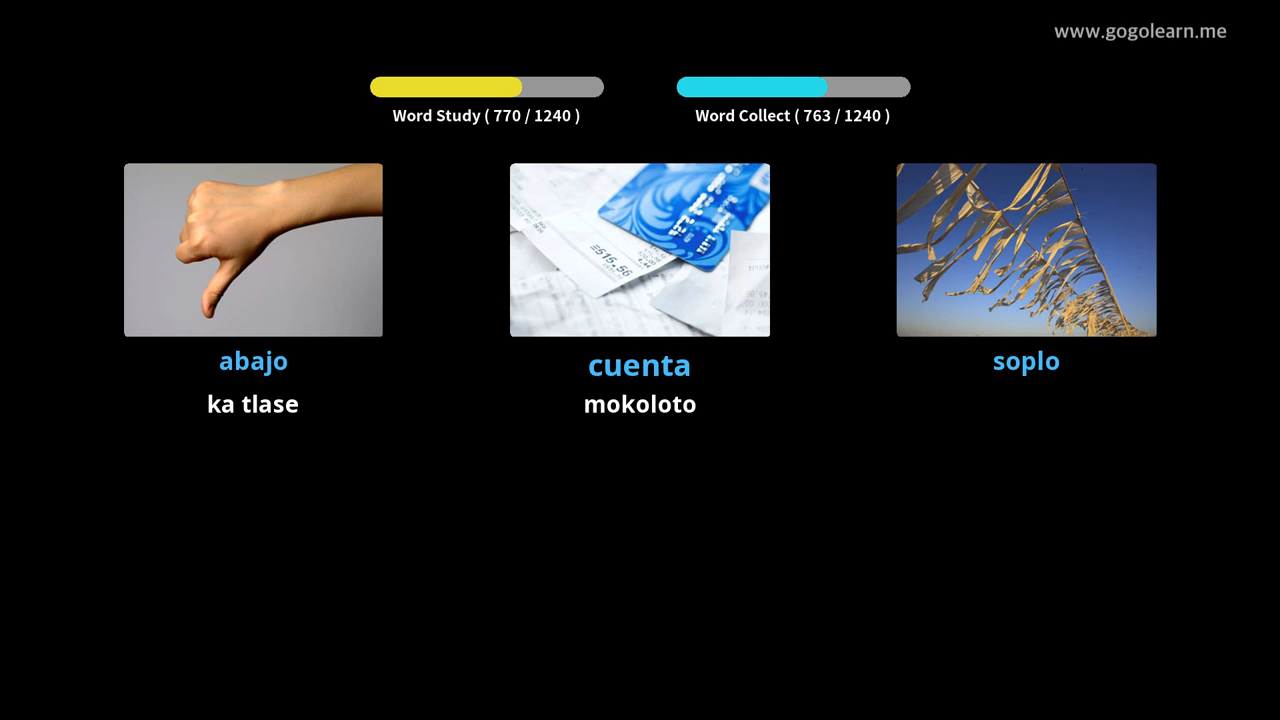 www.gogolearn.me
Word Study ( 770 / 1240 )
Word Collect ( 763 / 1240 )
abajo
cuenta
soplo
ka tlase
mokoloto